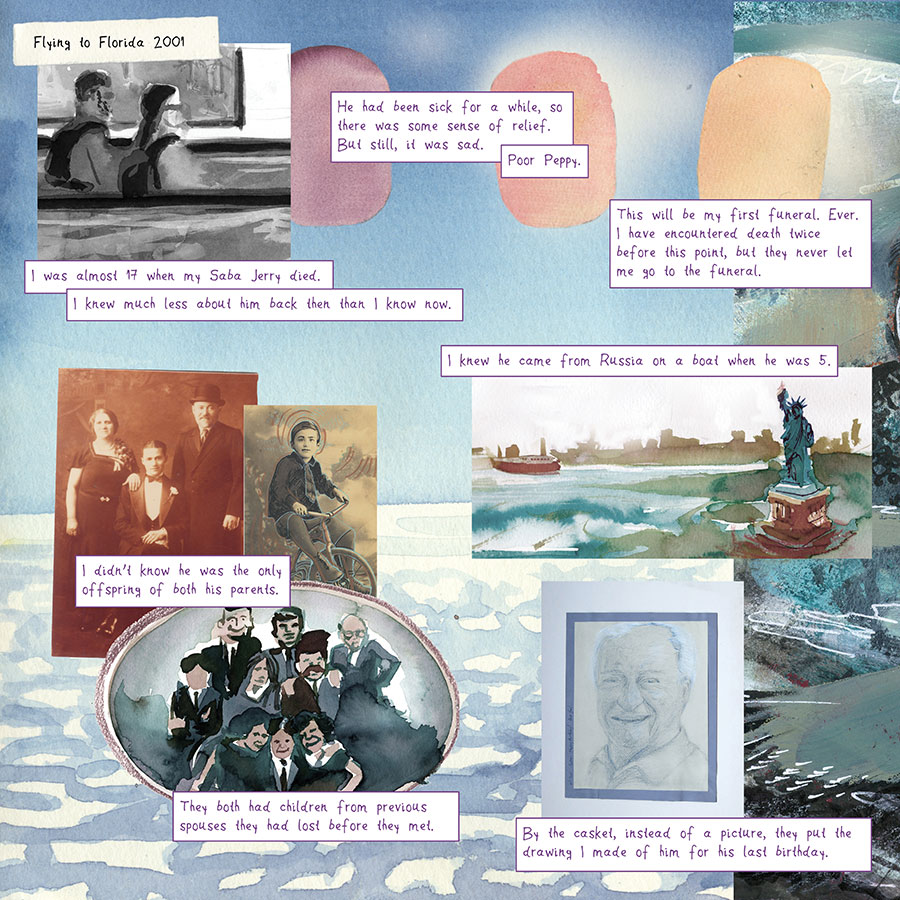 Flying to Florida 2001
He had been sick for a while, so
there was some sense of relief.
But still, it was sad.
Poor Peppy.
This will be my first funeral. Ever.
I have encountered death twice
before this point, but they never let
me go to the funeral.
I was almost 17 when my Saba Jerry died.
I knew much less about him back then than I know now.
I knew he came from Russia on a boat when he was 5.
I didn't know he was the only
offspring of both his parents.
They both had children from previous
spouses they had lost before they met.
By the casket, instead of a picture, they put the
drawing I made of him for his last birthday.